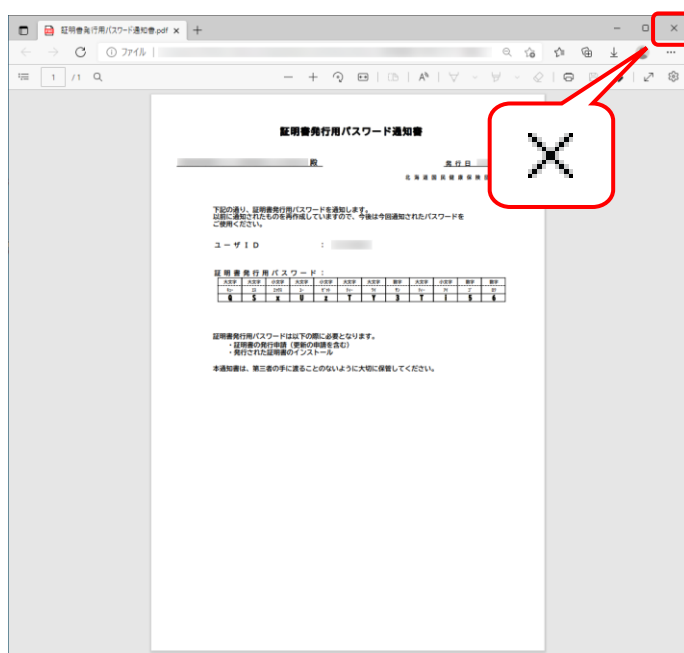 証明書発行用パスワード通知書.pdf
ファイル
1 /1
証明書発行用パスワード通知書
殿
発行日
北海道国民健康保険
下記の通り、証明書発行用パスワードを通知します。
以前に通知されたものを再作成していますので、今後は今回通知されたパスワードを
ご使用ください。
ユーザID :
証明書発行用パスワード:
大文字 大文字 小文字 大文字 小文字 大文字 大文字 数字 大文字 小文字 数字 数字
Q S x U z T Y 3 T i 5 6
証明書発行用パスワードは以下の際に必要となります。
・証明書の発行申請（更新の申請を含む）
・発行された証明書のインストール
本通知書は、第三者の手に渡ることのないように大切に保管してください。